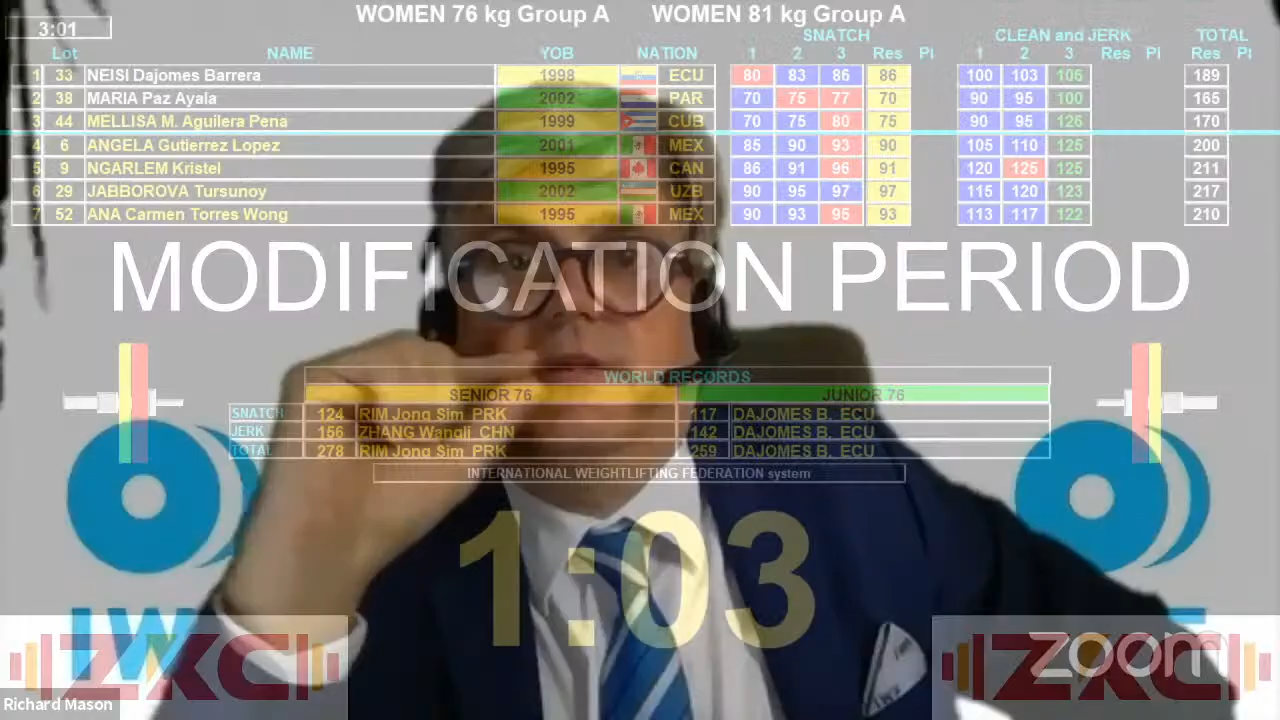 WOMEN 76 kg Group A WOMEN 81 kg Group A
3:01 SNATCH CLEAN and JERK TOTAL
Lot NAME YOB NATION 1 2 3 Res Pl 1 2 3 Res Pl Res Pl
1 33 NEISI Dajomes Barrera 1998 ECU 80 83 86 86 100 103 106 189
2 38 MARIA Paz Ayala 2002 PAR 70 75 77 70 90 95 100 165
3 44 MELLISA M. Aguilera Pena 1999 CUB 70 75 80 75 90 95 126 170
4 6 ANGELA Gutierrez Lopez 2001 MEX 85 90 93 90 105 110 125 200
5 9 NGARLEM Kristel 1995 CAN 86 91 96 91 120 125 125 211
6 29 JABBOROVA Tursunoy 2002 UZB 90 95 97 97 115 120 123 217
7 52 ANA Carmen Torres Wong 1995 MEX 90 93 95 93 113 117 122 210
MODIFICATION PERIOD
WORLD RECORDS
SENIOR 76 JUNIOR 76
SNATCH 124 RIM Jong Sim PRK 117 DAJOMES B. ECU
JERK 156 ZHANG Wangli CHN 142 DAJOMES B. ECU
TOTAL 278 RIM Jong Sim PRK 259 DAJOMES B. ECU
INTERNATIONAL WEIGHTLIFTING FEDERATION system
1:03
IW
ZKC ZKC
zoom
Richard Mason